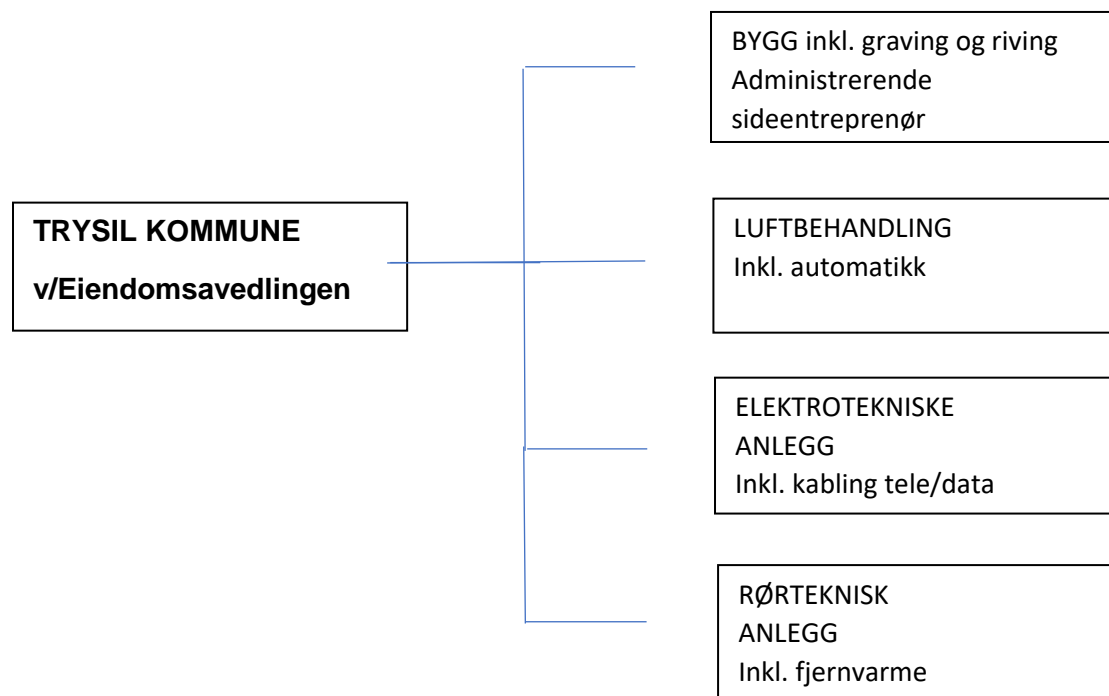 BYGG inkl. graving og riving
Administrerende
sideentreprenør
TRYSIL KOMMUNE
v/Eiendomsavedlingen
LUFTBEHANDLING
Inkl. automatikk
ELEKTROTEKNISKE
ANLEGG
Inkl. kabling tele/data
RØRTEKNISK
ANLEGG
Inkl. fjernvarme